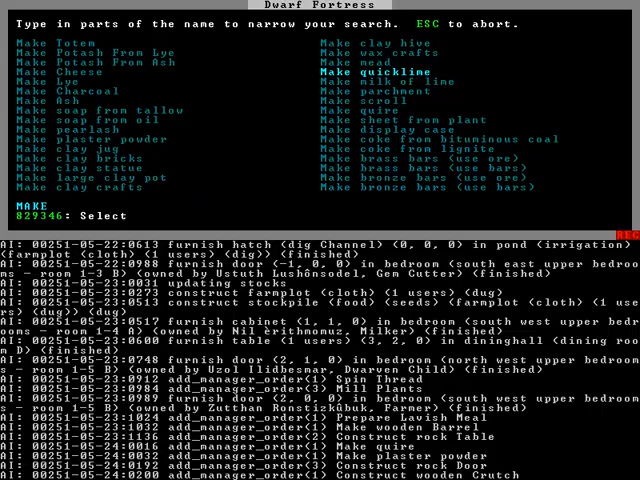 Dwarf Fortress
Type in parts of the name to narrow your search. ESC to abort.
Make Totem
Make Potash From Lye
Make Potash From Ash
Make Cheese
Make Lye
Make Charcoal
Make Ash
Make soap from tallow
Make soap from oil
Make pearlash
Make plaster powder
Make clay jug
Make clay bricks
Make clay statue
Make large clay pot
Make clay crafts
Make clay hive
Make wax crafts
Make mead
Make quicklime
Make milk of lime
Make parchment
Make scroll
Make quire
Make sheet from plant
Make display case
Make coke from bituminous coal
Make coke from lignite
Make brass bars (use ore)
Make brass bars (use bars)
Make bronze bars (use ore)
Make bronze bars (use bars)
MAKE
829346: Select
REC
AI: 00251-05-22:0613 furnish hatch (dig Channel) (0, 0, 0) in pond (irrigation)
(farmplot (cloth) (1 users) (dig)) (finished)
AI: 00251-05-22:0988 furnish door (-1, 0, 0) in bedroom (south east upper bedroo
ms - room 1-3 B) (owned by Ustuth Lushônsodel, Gem Cutter) (finished)
AI: 00251-05-23:0031 updating stocks
AI: 00251-05-23:0273 construct farmplot (cloth) (1 users) (dug)
AI: 00251-05-23:0513 construct stockpile (food) (seeds) (farmplot (cloth) (1 use
rs) (dug)) (dug)
AI: 00251-05-23:0517 furnish cabinet (1, 1, 0) in bedroom (south west upper bedr
ooms - room 1-4 A) (owned by Nil èrithmomuz, Milker) (finished)
AI: 00251-05-23:0600 furnish table (1 users) (3, 2, 0) in dininghall (dining roo
m D) (finished)
AI: 00251-05-23:0748 furnish door (2, 1, 0) in bedroom (north west upper bedroom
s - room 1-5 B) (owned by Uzol Ilidbesmar, Dwarven Child) (finished)
AI: 00251-05-23:0912 add_manager_order(1) Spin Thread
AI: 00251-05-23:0984 add_manager_order(3) Mill Plants
AI: 00251-05-23:0989 furnish door (2, 0, 0) in bedroom (south west upper bedroom
s - room 1-5 B) (owned by Zutthan Ronstizkûbuk, Farmer) (finished)
AI: 00251-05-23:1024 add_manager_order(1) Prepare Lavish Meal
AI: 00251-05-23:1032 add_manager_order(1) Make wooden Barrel
AI: 00251-05-23:1136 add_manager_order(2) Construct rock Table
AI: 00251-05-24:0016 add_manager_order(1) Make quire
AI: 00251-05-24:0032 add_manager_order(1) Make plaster powder
AI: 00251-05-24:0192 add_manager_order(3) Construct rock Door
AI: 00251-05-24:0200 add_manager_order(1) Construct wooden Crutch